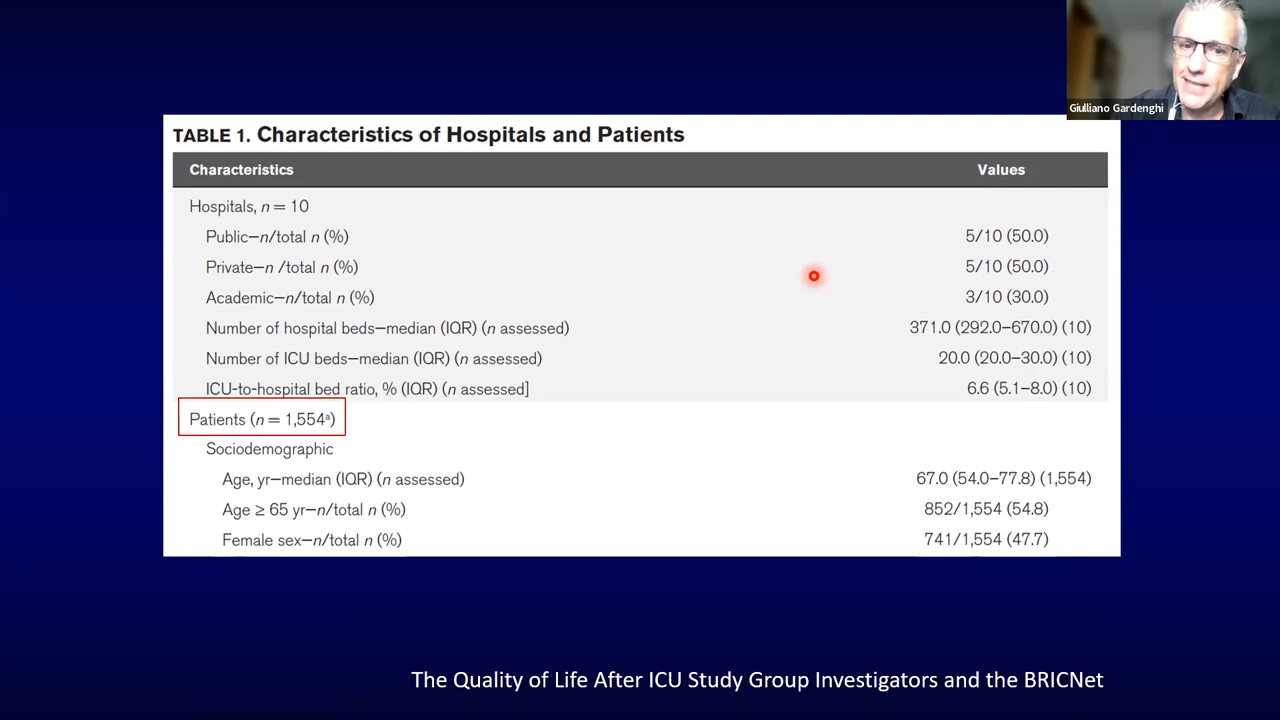 Giulliano Gardenghi
TABLE 1. Characteristics of Hospitals and Patients
Characteristics Values
Hospitals, n = 10
Public—n/total n (%) 5/10 (50.0)
Private—n /total n (%) 5/10 (50.0)
Academic—n/total n (%) 3/10 (30.0)
Number of hospital beds—median (IQR) (n assessed) 371.0 (292.0–670.0) (10)
Number of ICU beds—median (IQR) (n assessed) 20.0 (20.0–30.0) (10)
ICU-to-hospital bed ratio, % (IQR) (n assessed] 6.6 (5.1–8.0) (10)
Patients (n = 1,554ᵃ)
Sociodemographic
Age, yr—median (IQR) (n assessed) 67.0 (54.0–77.8) (1,554)
Age ≥ 65 yr—n/total n (%) 852/1,554 (54.8)
Female sex—n/total n (%) 741/1,554 (47.7)
The Quality of Life After ICU Study Group Investigators and the BRICNet